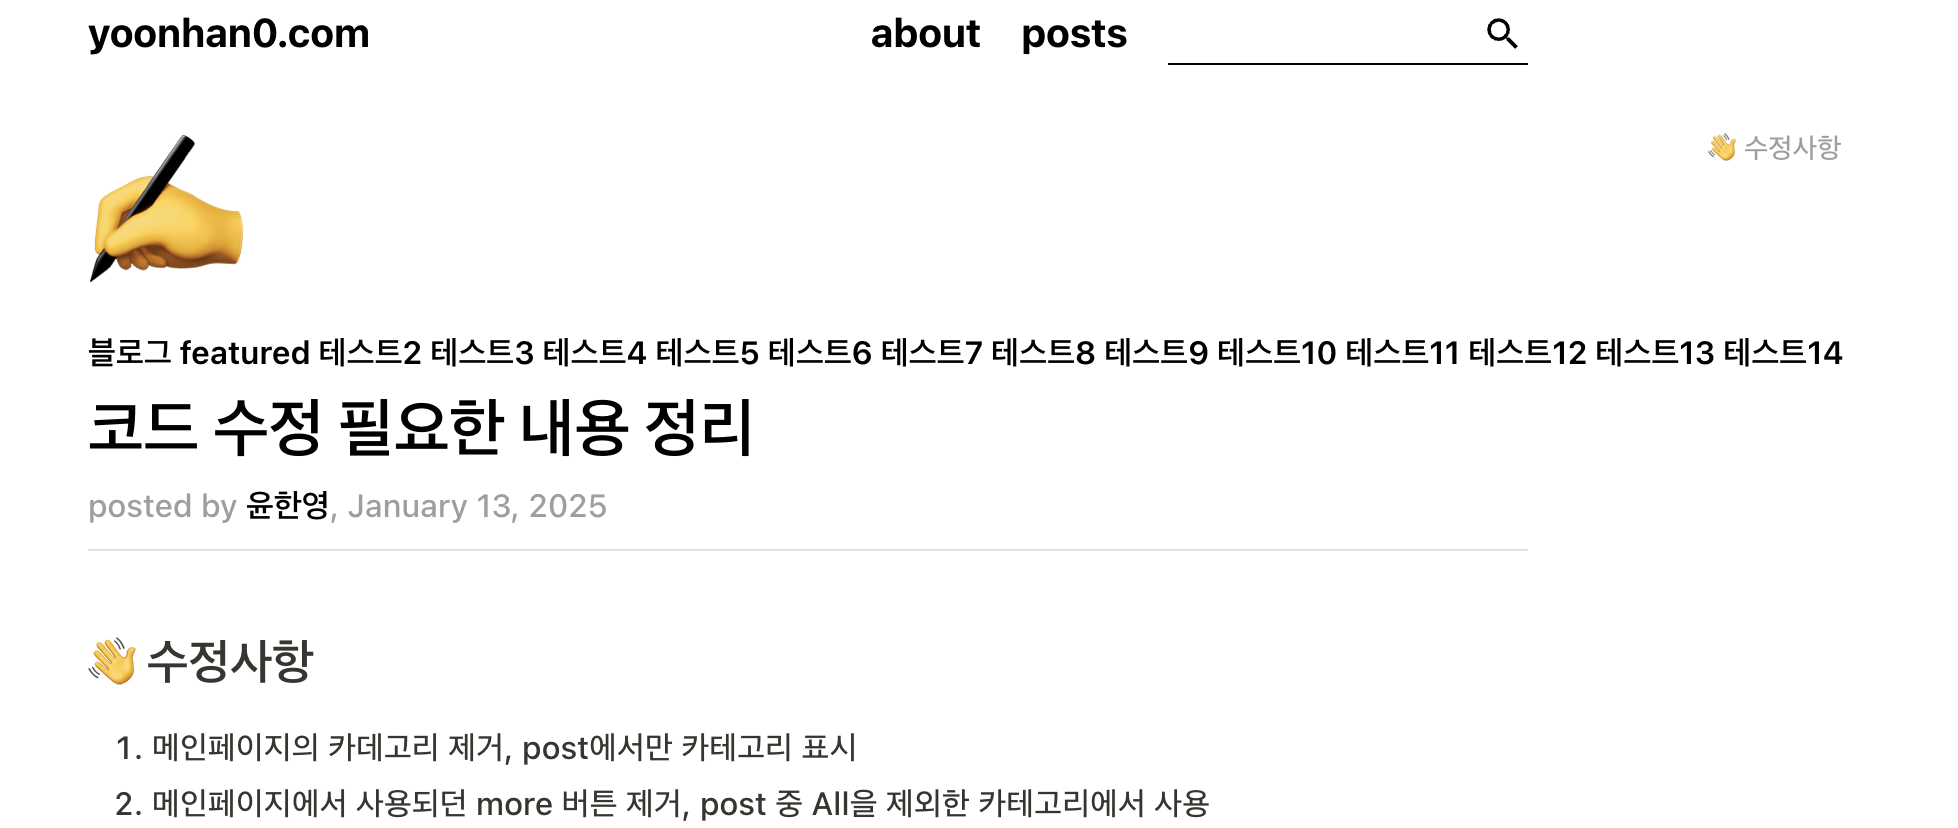 yoonhan0.com about posts
👋 수정사항
블로그 featured 테스트2 테스트3 테스트4 테스트5 테스트6 테스트7 테스트8 테스트9 테스트10 테스트11 테스트12 테스트13 테스트14
코드 수정 필요한 내용 정리
posted by 윤한영, January 13, 2025
👋 수정사항
1. 메인페이지의 카데고리 제거, post에서만 카테고리 표시
2. 메인페이지에서 사용되던 more 버튼 제거, post 중 All을 제외한 카테고리에서 사용